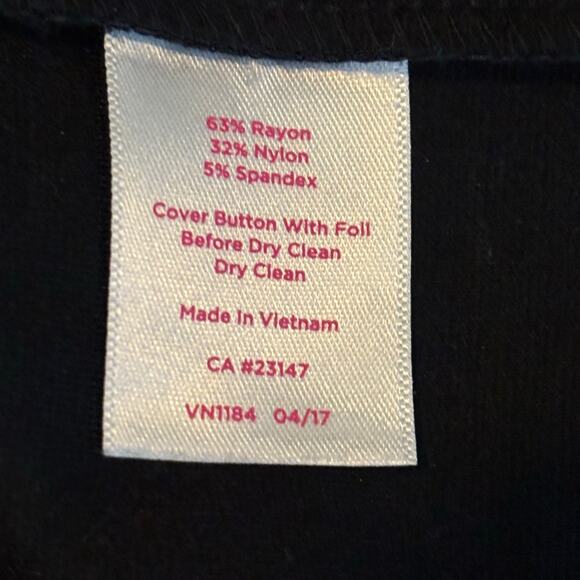 63% Rayon
32% Nylon
5% Spandex
Cover Button With Foil
Before Dry Clean
Dry Clean
Made In Vietnam
CA #23147
VN1184 04/17